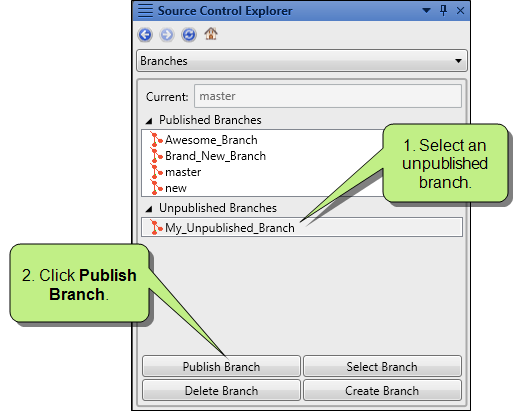 Source Control Explorer
Branches
Current: master
Published Branches
Awesome_Branch
Brand_New_Branch
master
new
1. Select an
unpublished
branch.
Unpublished Branches
My_Unpublished_Branch
2. Click Publish
Branch.
Publish Branch
Select Branch
Delete Branch
Create Branch